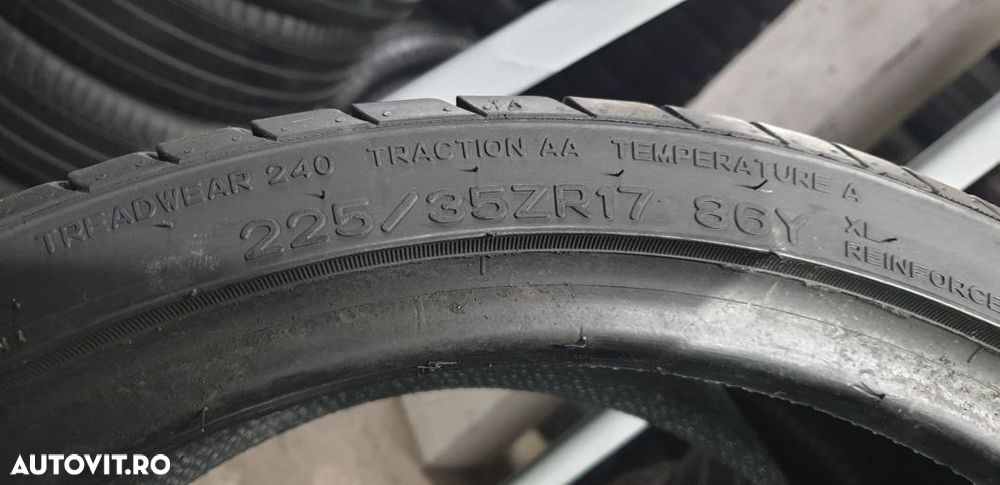 TREADWEAR 240 TRACTION AA TEMPERATURE A
225/35ZR17 86Y XL
REINFORCE
AUTOVIT.RO